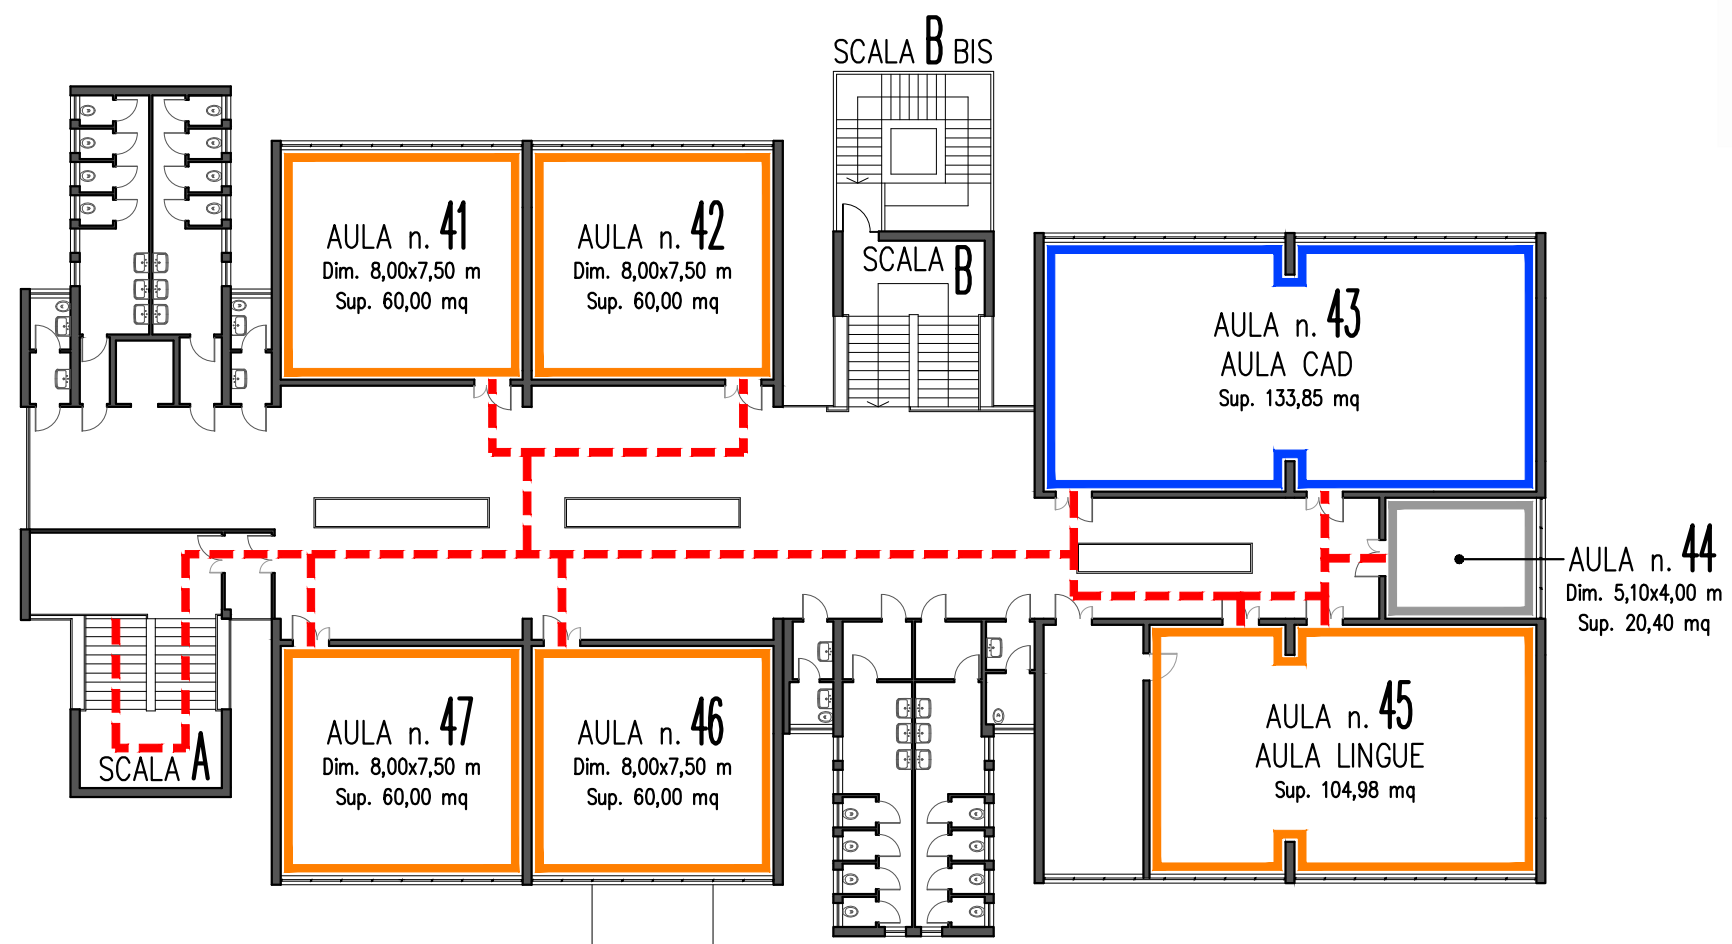 SCALA B BIS
AULA n. 41
Dim. 8,00x7,50 m
Sup. 60,00 mq
AULA n. 42
Dim. 8,00x7,50 m
Sup. 60,00 mq
SCALA B
AULA n. 43
AULA CAD
Sup. 133,85 mq
AULA n. 44
Dim. 5,10x4,00 m
Sup. 20,40 mq
SCALA A
AULA n. 47
Dim. 8,00x7,50 m
Sup. 60,00 mq
AULA n. 46
Dim. 8,00x7,50 m
Sup. 60,00 mq
AULA n. 45
AULA LINGUE
Sup. 104,98 mq